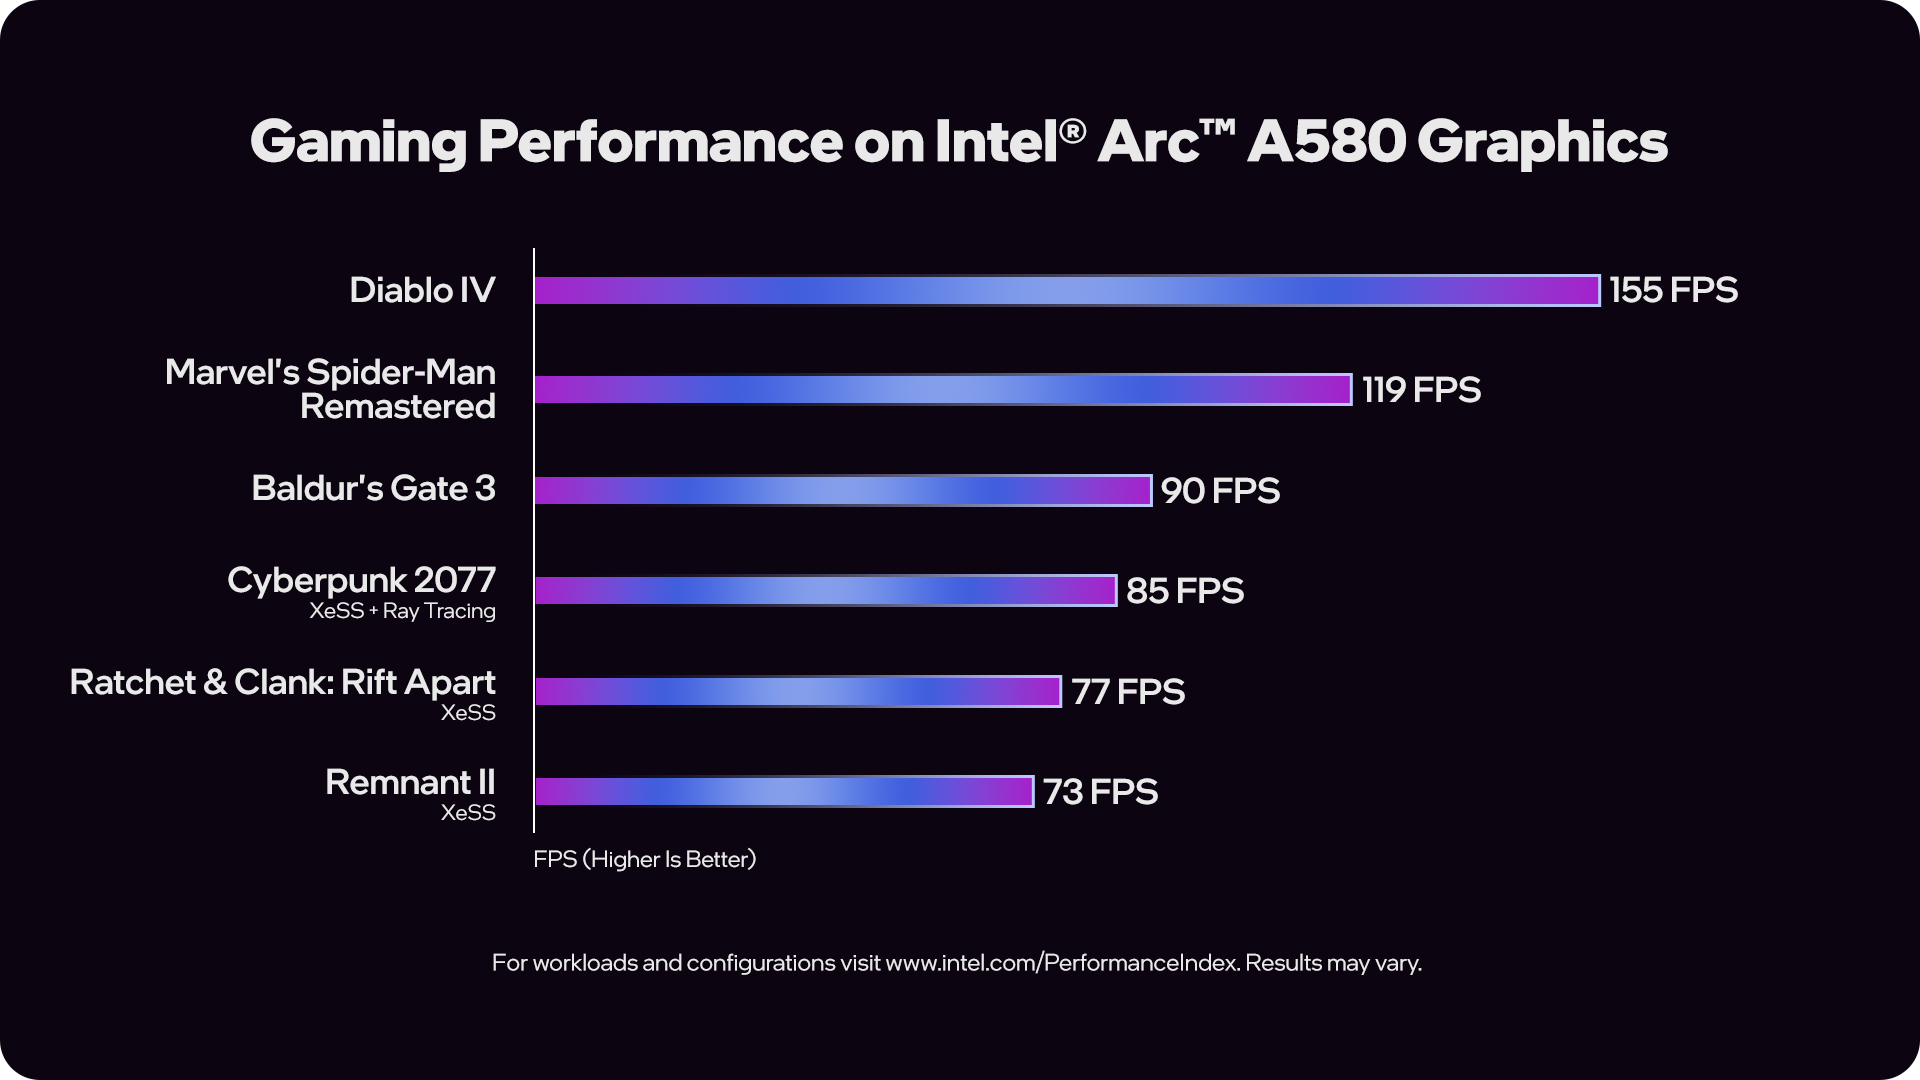 Gaming Performance on Intel® Arc™ A580 Graphics
Diablo IV
155 FPS
Marvel's Spider-Man
Remastered
119 FPS
Baldur's Gate 3
90 FPS
Cyberpunk 2077
XeSS + Ray Tracing
85 FPS
Ratchet & Clank: Rift Apart
XeSS
77 FPS
Remnant II
XeSS
73 FPS
FPS (Higher Is Better)
For workloads and configurations visit www.intel.com/PerformanceIndex. Results may vary.